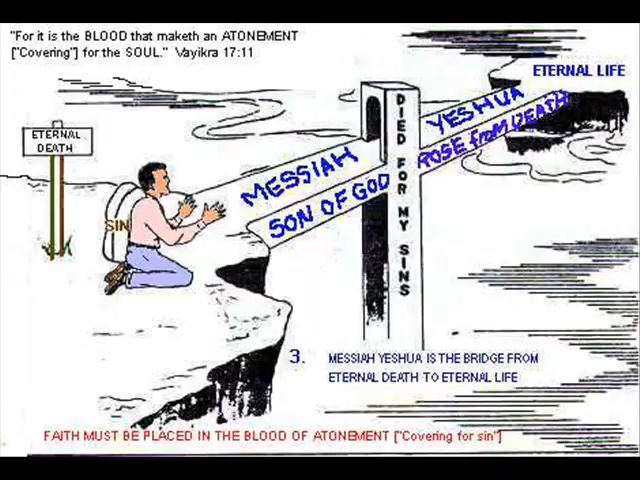 "For it is the BLOOD that maketh an ATONEMENT
["Covering"] for the SOUL." Vayikra 17:11
ETERNAL LIFE
ETERNAL
DEATH
SIN
MESSIAH YESHUA
SON OF GOD ROSE from DEATH
DIED FOR MY SINS
3. MESSIAH YESHUA IS THE BRIDGE FROM
ETERNAL DEATH TO ETERNAL LIFE
FAITH MUST BE PLACED IN THE BLOOD OF ATONEMENT ["Covering for sin"]